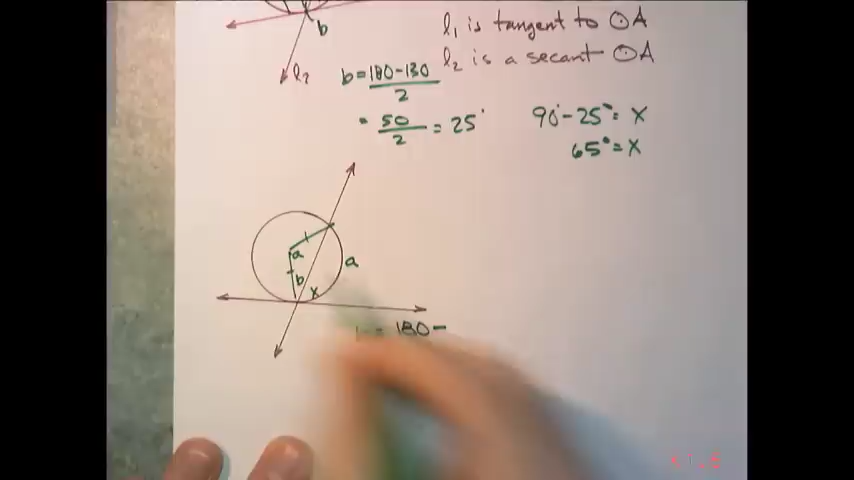 b
l₁ is tangent to ⊙A
l₂
l₂ is a secant ⊙A
b = 180-130
2
50
2
= 25°
90° - 25° = x
65° = x
a
a
b
x
= 180 -